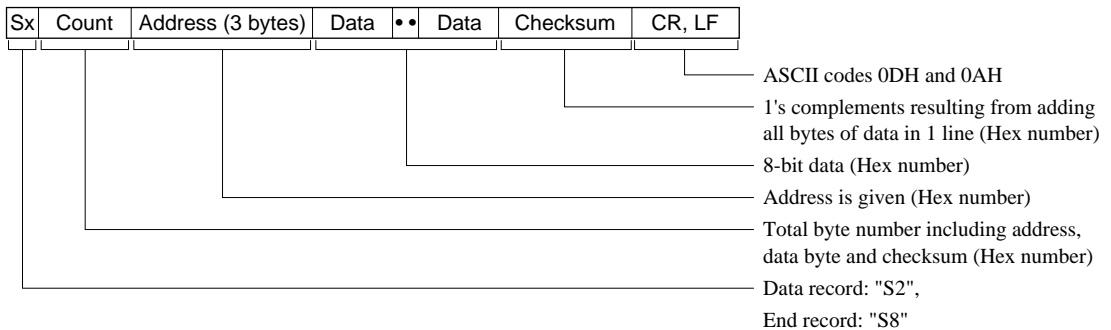 Sx Count Address (3 bytes) Data •• Data Checksum CR, LF
ASCII codes 0DH and 0AH
1's complements resulting from adding
all bytes of data in 1 line (Hex number)
8-bit data (Hex number)
Address is given (Hex number)
Total byte number including address,
data byte and checksum (Hex number)
Data record: "S2",
End record: "S8"